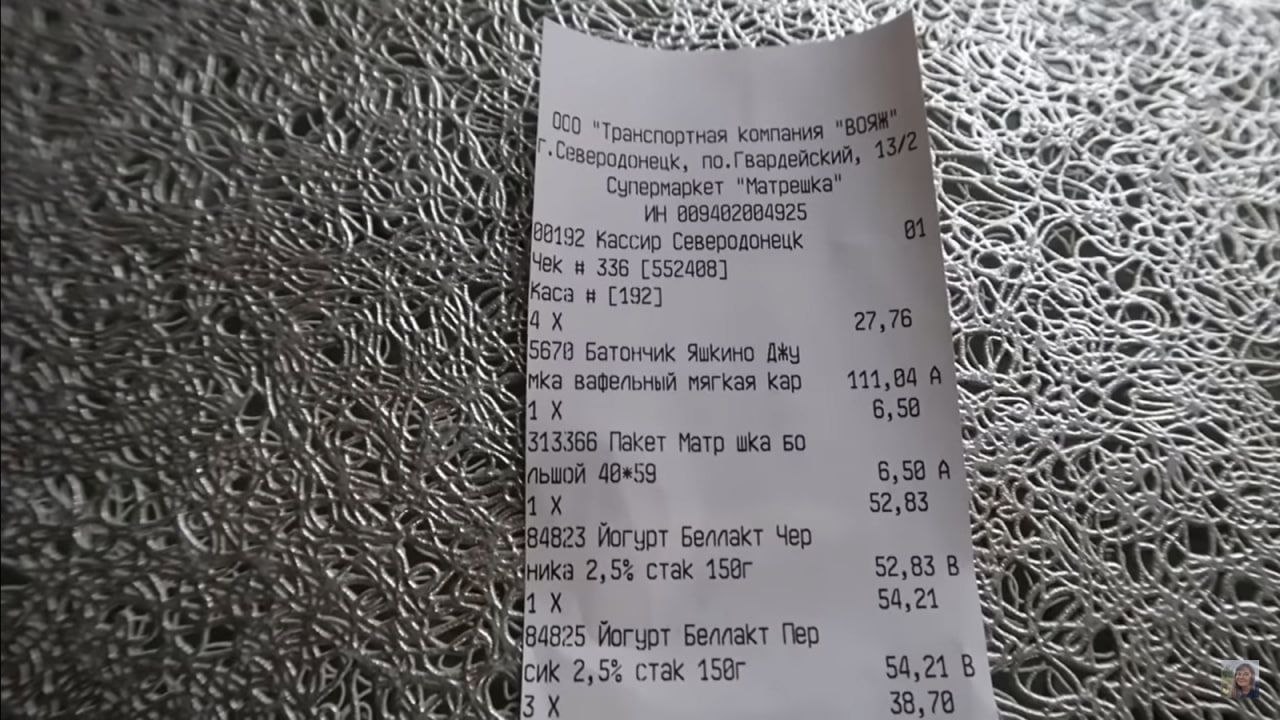 ООО "Транспортная компания "ВОЯЖ"
г.Северодонецк, по.Гвардейский, 13/2
Супермаркет "Матрешка"
ИН 009402004925
00192 Кассир Северодонецк 01
Чек # 336 [552408]
Каса # [192]
4 X 27,76
5670 Батончик Яшкино Джу
мка вафельный мягкая кар 111,04 А
1 X 6,50
313366 Пакет Матр шка бо
льшой 40*59 6,50 А
1 X 52,83
84823 Йогурт Беллакт Чер
ника 2,5% стак 150г 52,83 В
1 X 54,21
84825 Йогурт Беллакт Пер
сик 2,5% стак 150г 54,21 В
3 X 38,70